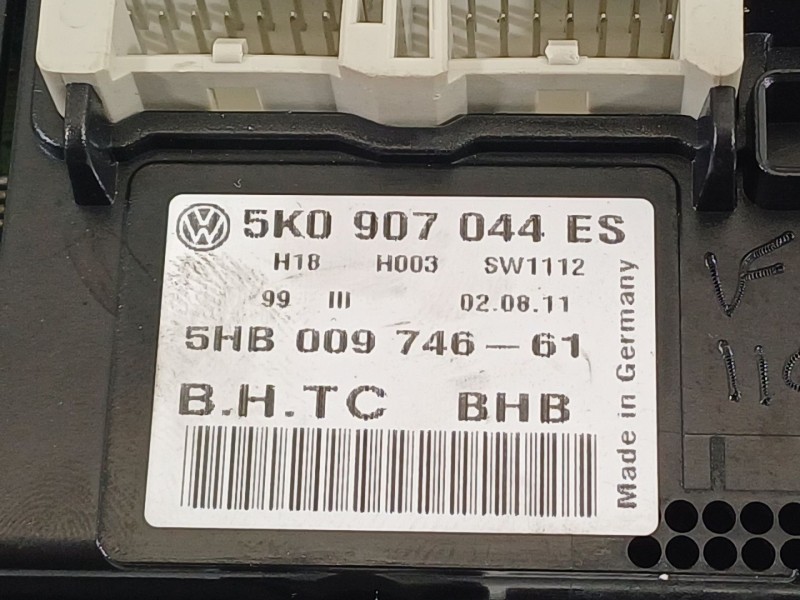 5K0 907 044 ES
H18 H003 SW1112
99 III 02.08.11
5HB 009 746-61
B.H.TC BHB
Made in Germany